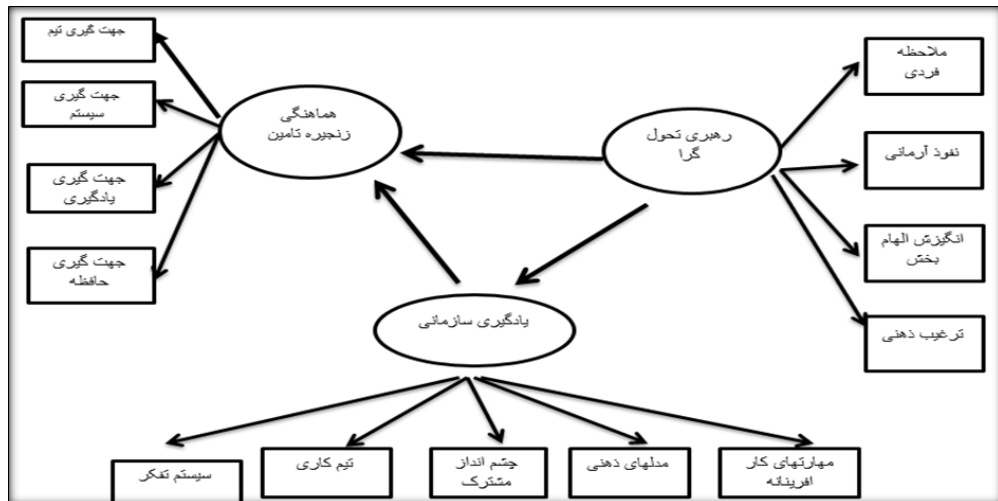 جهت گیری تیم
جهت گیری
سیستم
جهت گیری
یادگیری
جهت گیری
حافظه
هماهنگی
زنجیره تامین
رهبری تحول
گرا
ملاحظه
فردی
نفوذ آرمانی
انگیزش الهام
بخش
ترغیب ذهنی
یادگیری سازمانی
مهارتهای کار
افرینانه
مدلهای ذهنی
چشم انداز
مشترک
تیم کاری
سیستم تفکر